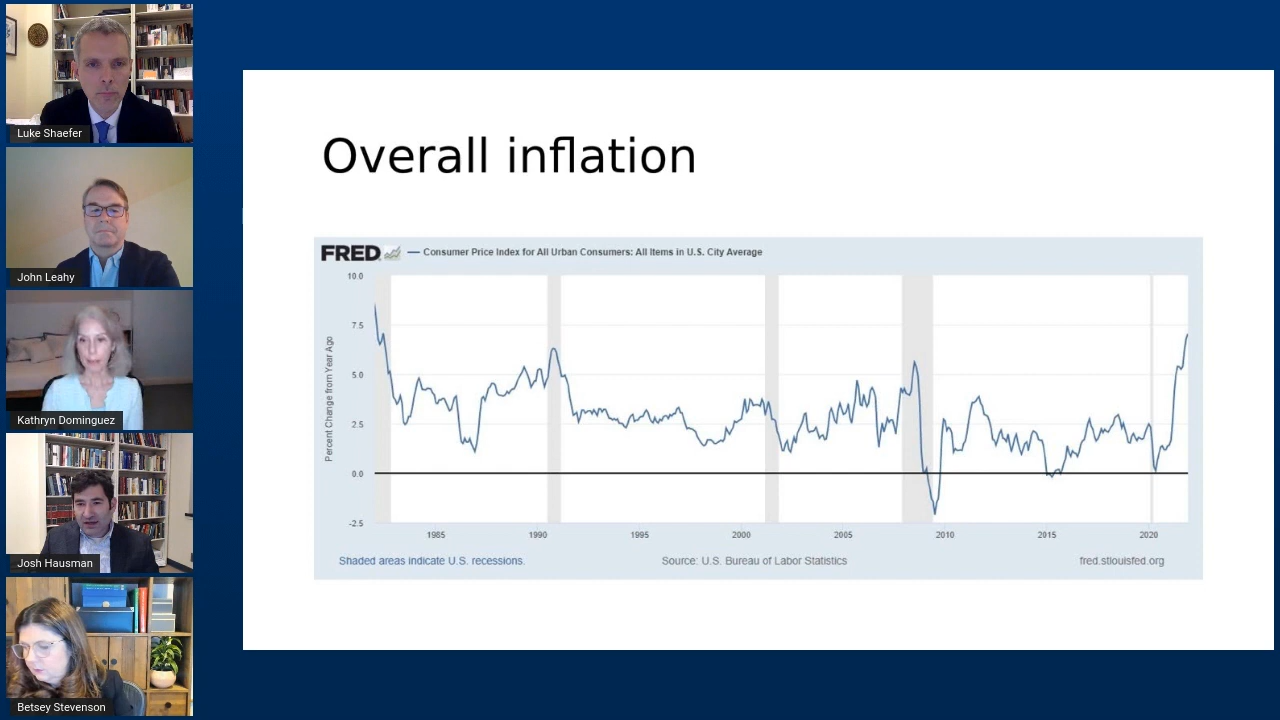 Luke Shaefer
John Leahy
Kathryn Dominguez
Josh Hausman
Betsey Stevenson
Overall inflation
FRED
Consumer Price Index for All Urban Consumers: All Items in U.S. City Average
Percent Change from Year Ago
10.0
7.5
5.0
2.5
0.0
-2.5
1985 1990 1995 2000 2005 2010 2015 2020
Shaded areas indicate U.S. recessions. Source: U.S. Bureau of Labor Statistics fred.stlouisfed.org